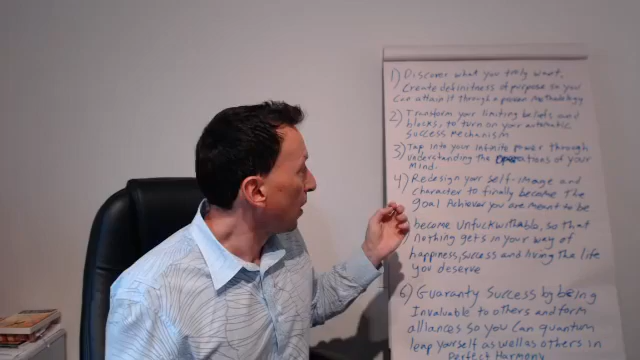 1) Discover what you truly want,
Create definiteness of purpose so you
Can attain it through a proven methodology
2) Transform your limiting beliefs and
blocks, to turn on your automatic
success mechanism
3) Tap into your infinite power through
understanding the of your
Mind.
4) Redesign your self-image and
character to finally become the
goal Achiever you are meant to be
become Unfuckwithable, so that
nothing gets in your way of
happiness, success and living the life
you deserve
6) Guaranty Success by being
Invaluable to others and form
alliances so you can quantum
leap yourself as well as others in
Perfect Harmony